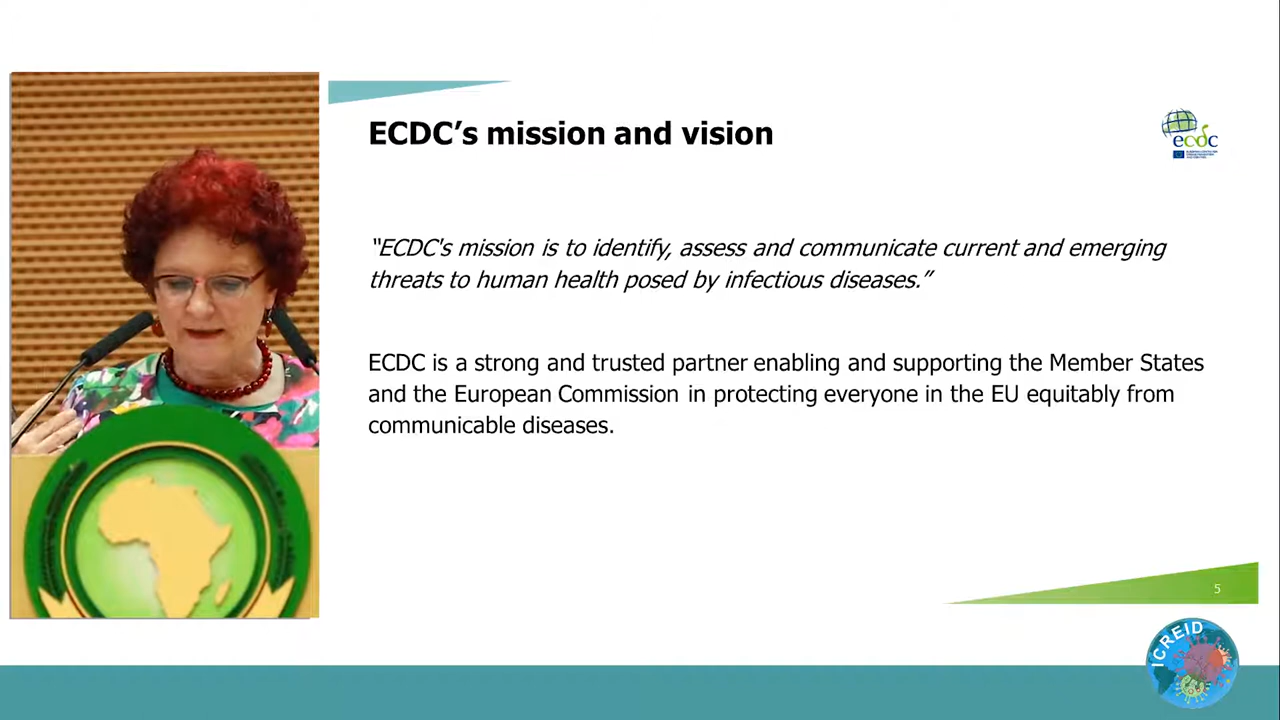 ECDC’s mission and vision
ecdc
“ECDC's mission is to identify, assess and communicate current and emerging
threats to human health posed by infectious diseases.”
ECDC is a strong and trusted partner enabling and supporting the Member States
and the European Commission in protecting everyone in the EU equitably from
communicable diseases.
5
ICREID